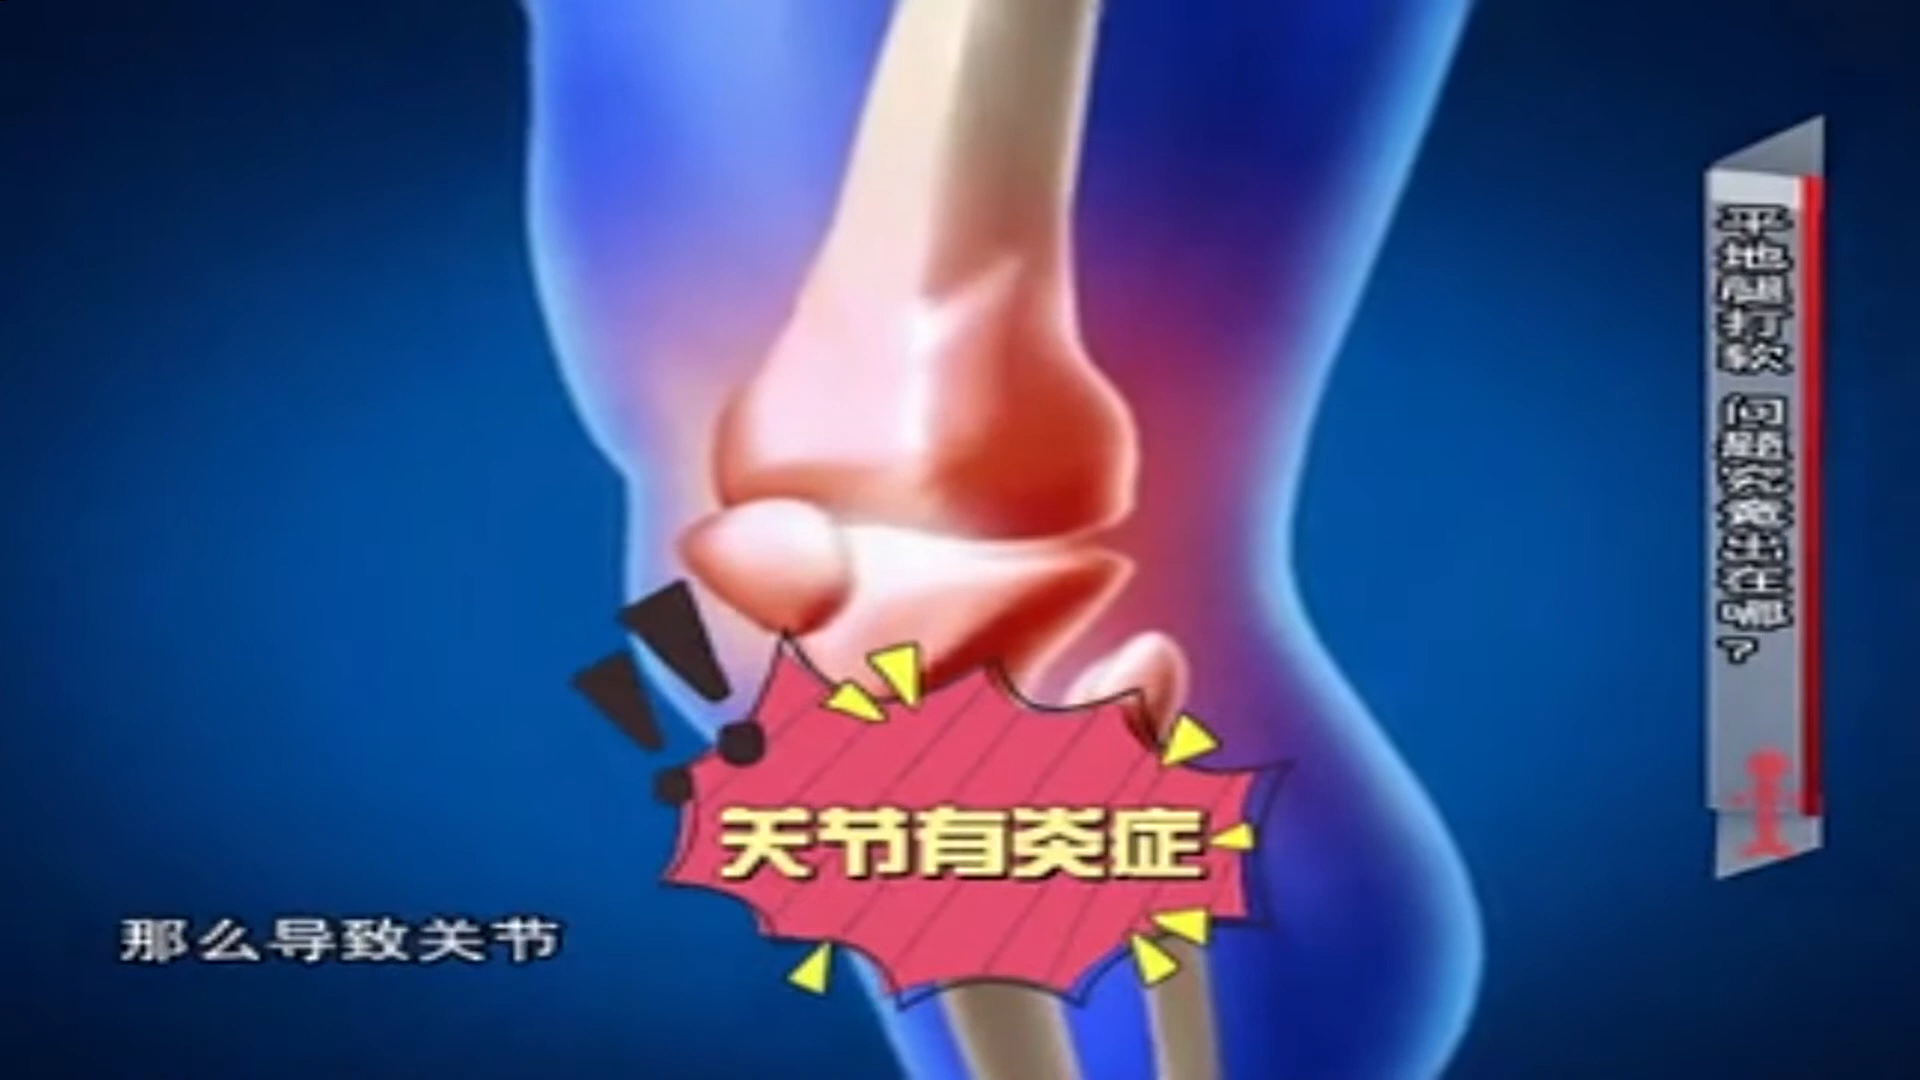 平地腿打软 问题究竟出在哪?
关节有炎症
那么导致关节